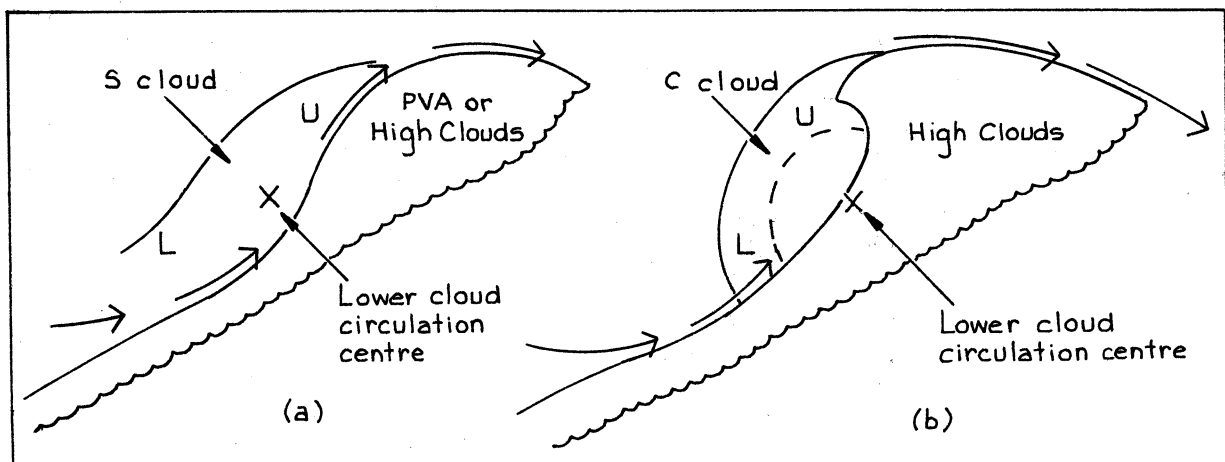 S cloud
U
PVA or
High Clouds
X
L
Lower cloud
circulation
centre
(a)
C cloud
U
High Clouds
X
L
Lower cloud
circulation centre
(b)